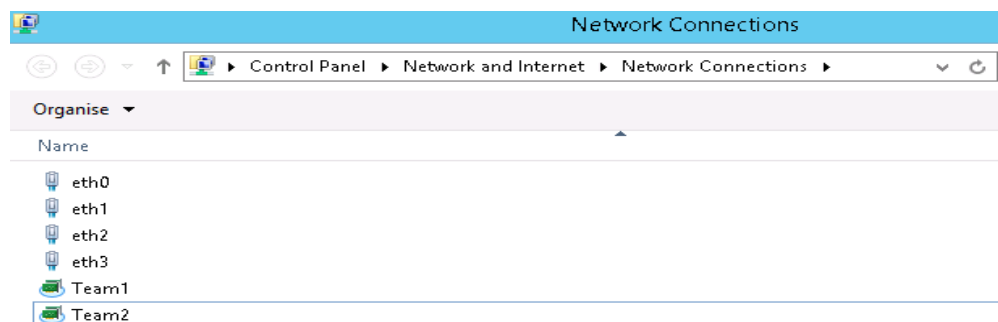 Network Connections
Control Panel Network and Internet Network Connections
Organise
Name
eth0
eth1
eth2
eth3
Team1
Team2